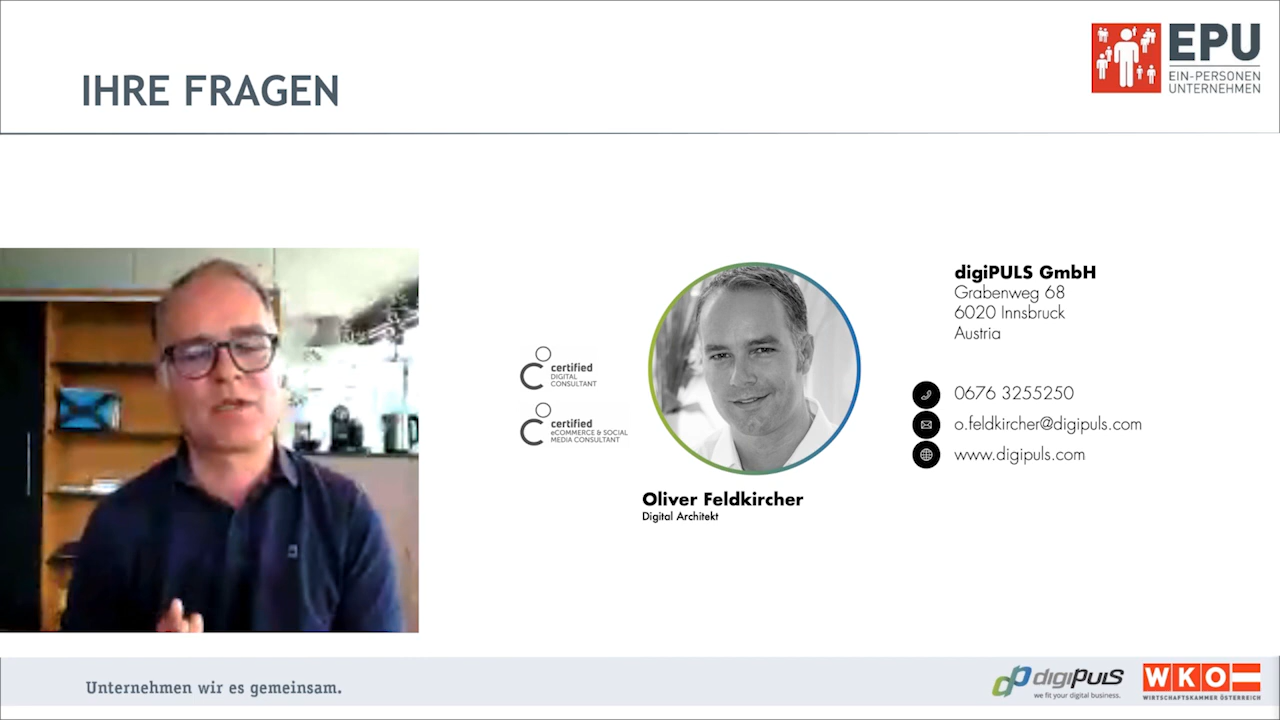 IHRE FRAGEN
EPU
EIN-PERSONEN
UNTERNEHMEN
certified
DIGITAL
CONSULTANT
certified
eCOMMERCE & SOCIAL
MEDIA CONSULTANT
Oliver Feldkircher
Digital Architekt
digiPULS GmbH
Grabenweg 68
6020 Innsbruck
Austria
0676 3255250
o.feldkircher@digipuls.com
www.digipuls.com
Unternehmen wir es gemeinsam.
digiPULS
we fit your digital business.
WKO
WIRTSCHAFTSKAMMER ÖSTERREICH